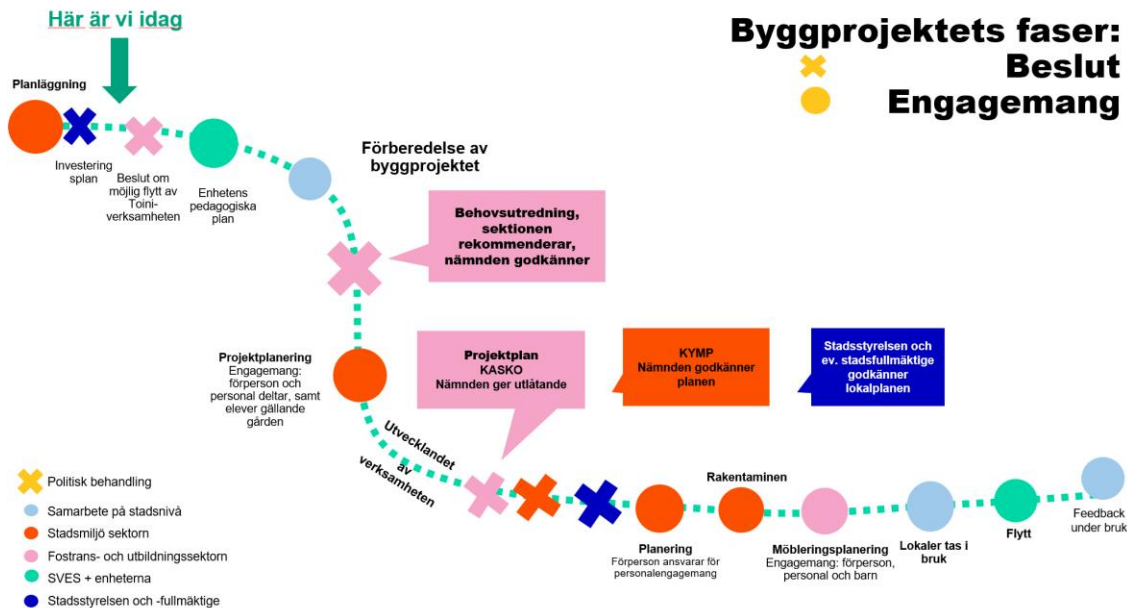 Här är vi idag
Byggprojektets faser:
Beslut
Engagemang
Planläggning
Investering
splan
Beslut om
möjlig flytt av
Toini-
verksamheten
Enhetens
pedagogiska
plan
Förberedelse av
byggprojektet
Behovsutredning,
sektionen
rekommenderar,
nämnden godkänner
Projektplanering
Engagemang:
förperson och
personal deltar, samt
elever gällande
gården
Projektplan
KASKO
Nämnden ger utlåtande
KYMP
Nämnden godkänner
planen
Stadsstyrelsen och
ev. stadsfullmäktige
godkänner
lokalplanen
Utvecklandet
av
verksamheten
Rakentaminen
Planering
Förperson ansvarar för
personalengagemang
Möbleringsplanering
Engagemang: förperson,
personal och barn
Lokaler tas i
bruk
Flytt
Feedback
under bruk
Politisk behandling
Samarbete på stadsnivå
Stadsmiljö sektorn
Fostrans- och utbildningssektorn
SVES + enheterna
Stadsstyrelsen och -fullmäktige